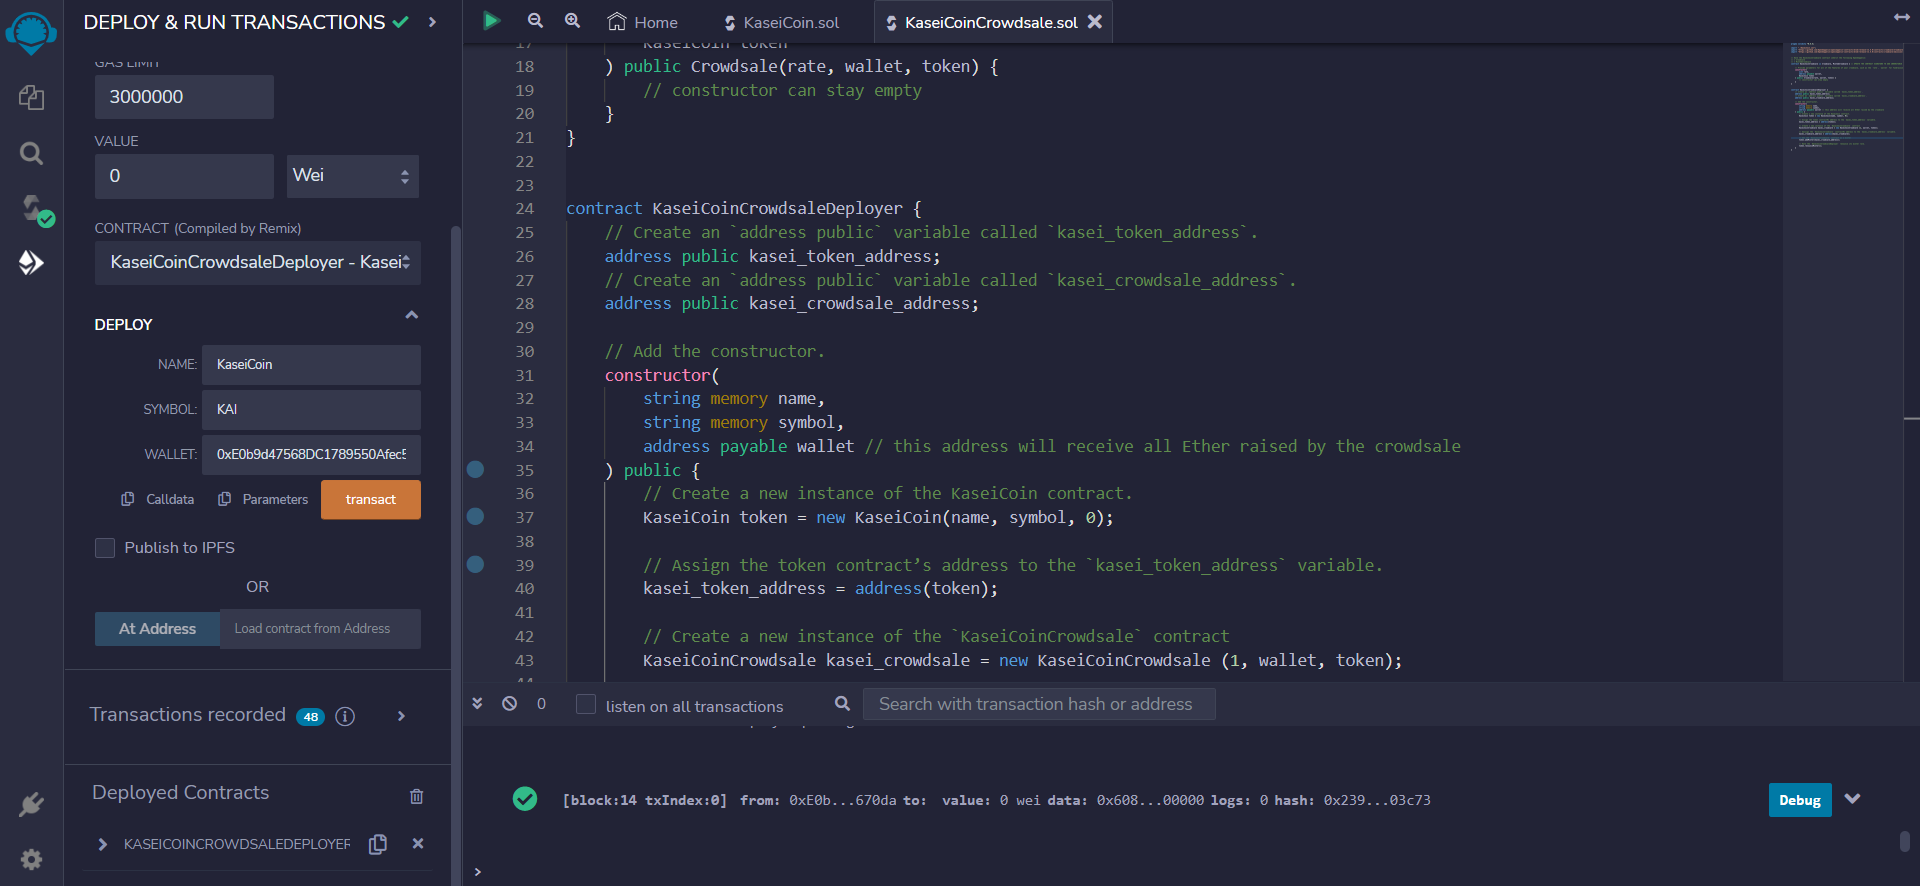 DEPLOY & RUN TRANSACTIONS
GAS LIMIT
3000000
VALUE
0
Wei
CONTRACT (Compiled by Remix)
KaseiCoinCrowdsaleDeployer - Kasei
DEPLOY
NAME: KaseiCoin
SYMBOL: KAI
WALLET: 0xE0b9d47568DC1789550Afec5
Calldata Parameters transact
Publish to IPFS
OR
At Address Load contract from Address
Transactions recorded 48 i
Deployed Contracts
KASEICOINCROWDSALEDEPLOYER
Home KaseiCoin.sol KaseiCoinCrowdsale.sol
17 KaseiCoin token
18 ) public Crowdsale(rate, wallet, token) {
19 // constructor can stay empty
20 }
21 }
22
23
24 contract KaseiCoinCrowdsaleDeployer {
25 // Create an `address public` variable called `kasei_token_address`.
26 address public kasei_token_address;
27 // Create an `address public` variable called `kasei_crowdsale_address`.
28 address public kasei_crowdsale_address;
29
30 // Add the constructor.
31 constructor(
32 string memory name,
33 string memory symbol,
34 address payable wallet // this address will receive all Ether raised by the crowdsale
35 ) public {
36 // Create a new instance of the KaseiCoin contract.
37 KaseiCoin token = new KaseiCoin(name, symbol, 0);
38
39 // Assign the token contract’s address to the `kasei_token_address` variable.
40 kasei_token_address = address(token);
41
42 // Create a new instance of the `KaseiCoinCrowdsale` contract
43 KaseiCoinCrowdsale kasei_crowdsale = new KaseiCoinCrowdsale (1, wallet, token);
44
0 listen on all transactions Search with transaction hash or address
[block:14 txIndex:0] from: 0xE0b...670da to: value: 0 wei data: 0x608...00000 logs: 0 hash: 0x239...03c73
Debug
>